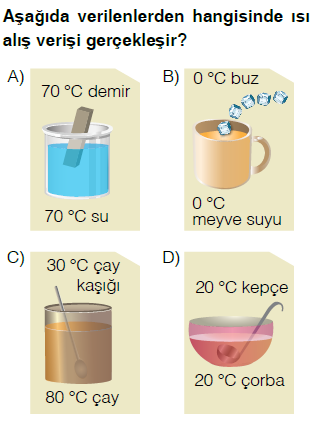 Aşağıda verilenlerden hangisinde ısı
alış verişi gerçekleşir?
A)
70 °C demir
70 °C su
B)
0 °C buz
0 °C
meyve suyu
C)
30 °C çay
kaşığı
80 °C çay
D)
20 °C kepçe
20 °C çorba